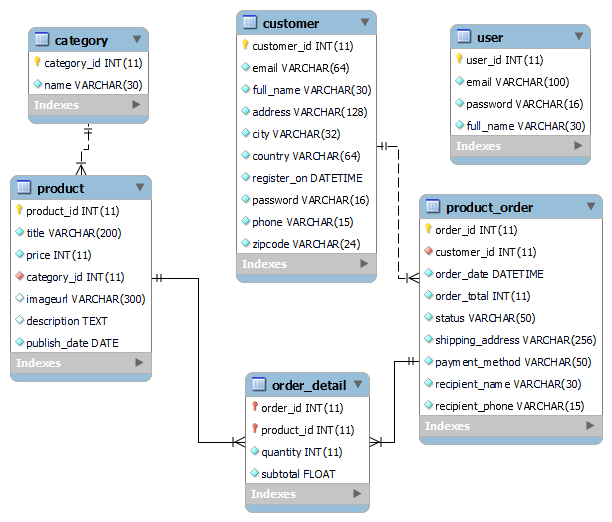 category
category_id INT(11)
name VARCHAR(30)
Indexes
customer
customer_id INT(11)
email VARCHAR(64)
full_name VARCHAR(30)
address VARCHAR(128)
city VARCHAR(32)
country VARCHAR(64)
register_on DATETIME
password VARCHAR(16)
phone VARCHAR(15)
zipcode VARCHAR(24)
Indexes
user
user_id INT(11)
email VARCHAR(100)
password VARCHAR(16)
full_name VARCHAR(30)
Indexes
product
product_id INT(11)
title VARCHAR(200)
price INT(11)
category_id INT(11)
imageurl VARCHAR(300)
description TEXT
publish_date DATE
Indexes
product_order
order_id INT(11)
customer_id INT(11)
order_date DATETIME
order_total INT(11)
status VARCHAR(50)
shipping_address VARCHAR(256)
payment_method VARCHAR(50)
recipient_name VARCHAR(30)
recipient_phone VARCHAR(15)
Indexes
order_detail
order_id INT(11)
product_id INT(11)
quantity INT(11)
subtotal FLOAT
Indexes